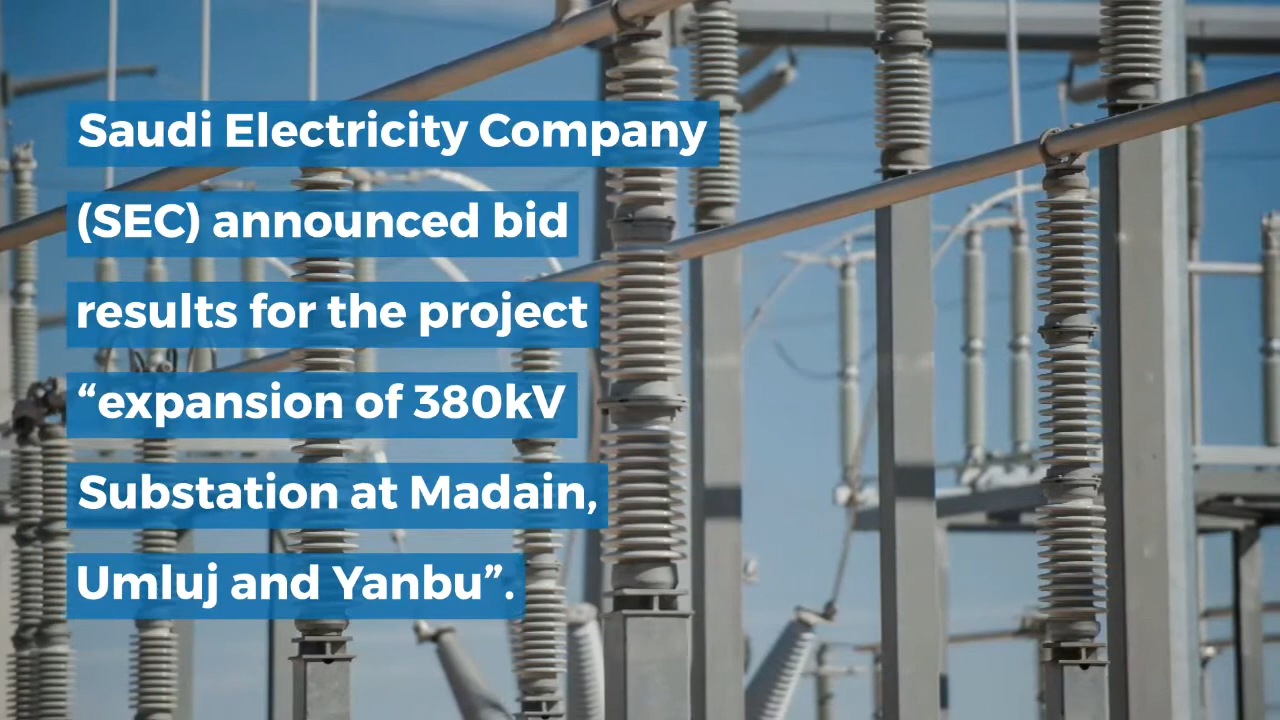 Saudi Electricity Company
(SEC) announced bid
results for the project
“expansion of 380kV
Substation at Madain,
Umluj and Yanbu”.